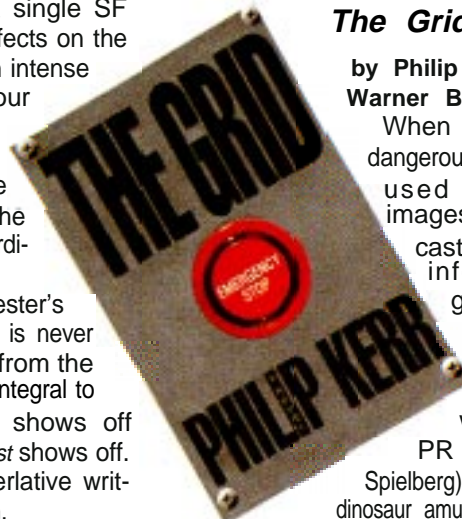 single SF
fects on the
intense
our
e
he
rdi-
ester's
is never
from the
ntegral to
shows off
st shows off.
erlative writ-
THE GRID
EMERGENCY
STOP
PHILIP KERR
The Grid
by Philip
Warner B
When
dangerou
used
images
cast
inf
g
PR
Spielberg)
dinosaur amu